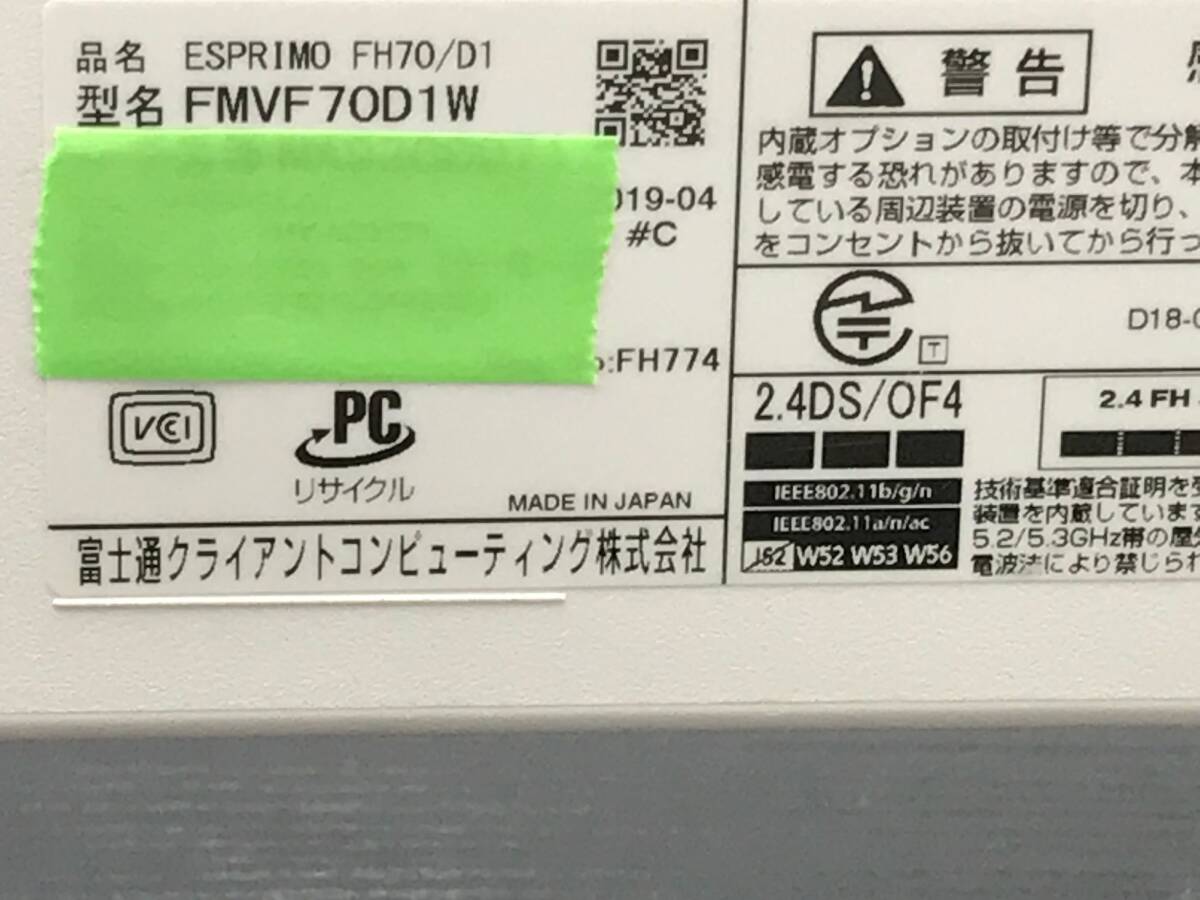 品名 ESPRIMO FH70/D1
型名 FMVF70D1W
019-04
#C
:FH774
VCCI
PC
リサイクル
MADE IN JAPAN
富士通クライアントコンピューティング株式会社
警告
内蔵オプションの取付け等で分解
感電する恐れがありますので、本
している周辺装置の電源を切り、
をコンセントから抜いてから行っ
T
D18-0
2.4DS/OF4
2.4 FH
IEEE802.11b/g/n
IEEE802.11a/n/ac
J52 W52 W53 W56
技術基準適合証明を受
装置を内蔵しています
5.2/5.3GHz帯の屋外
電波法により禁じられ